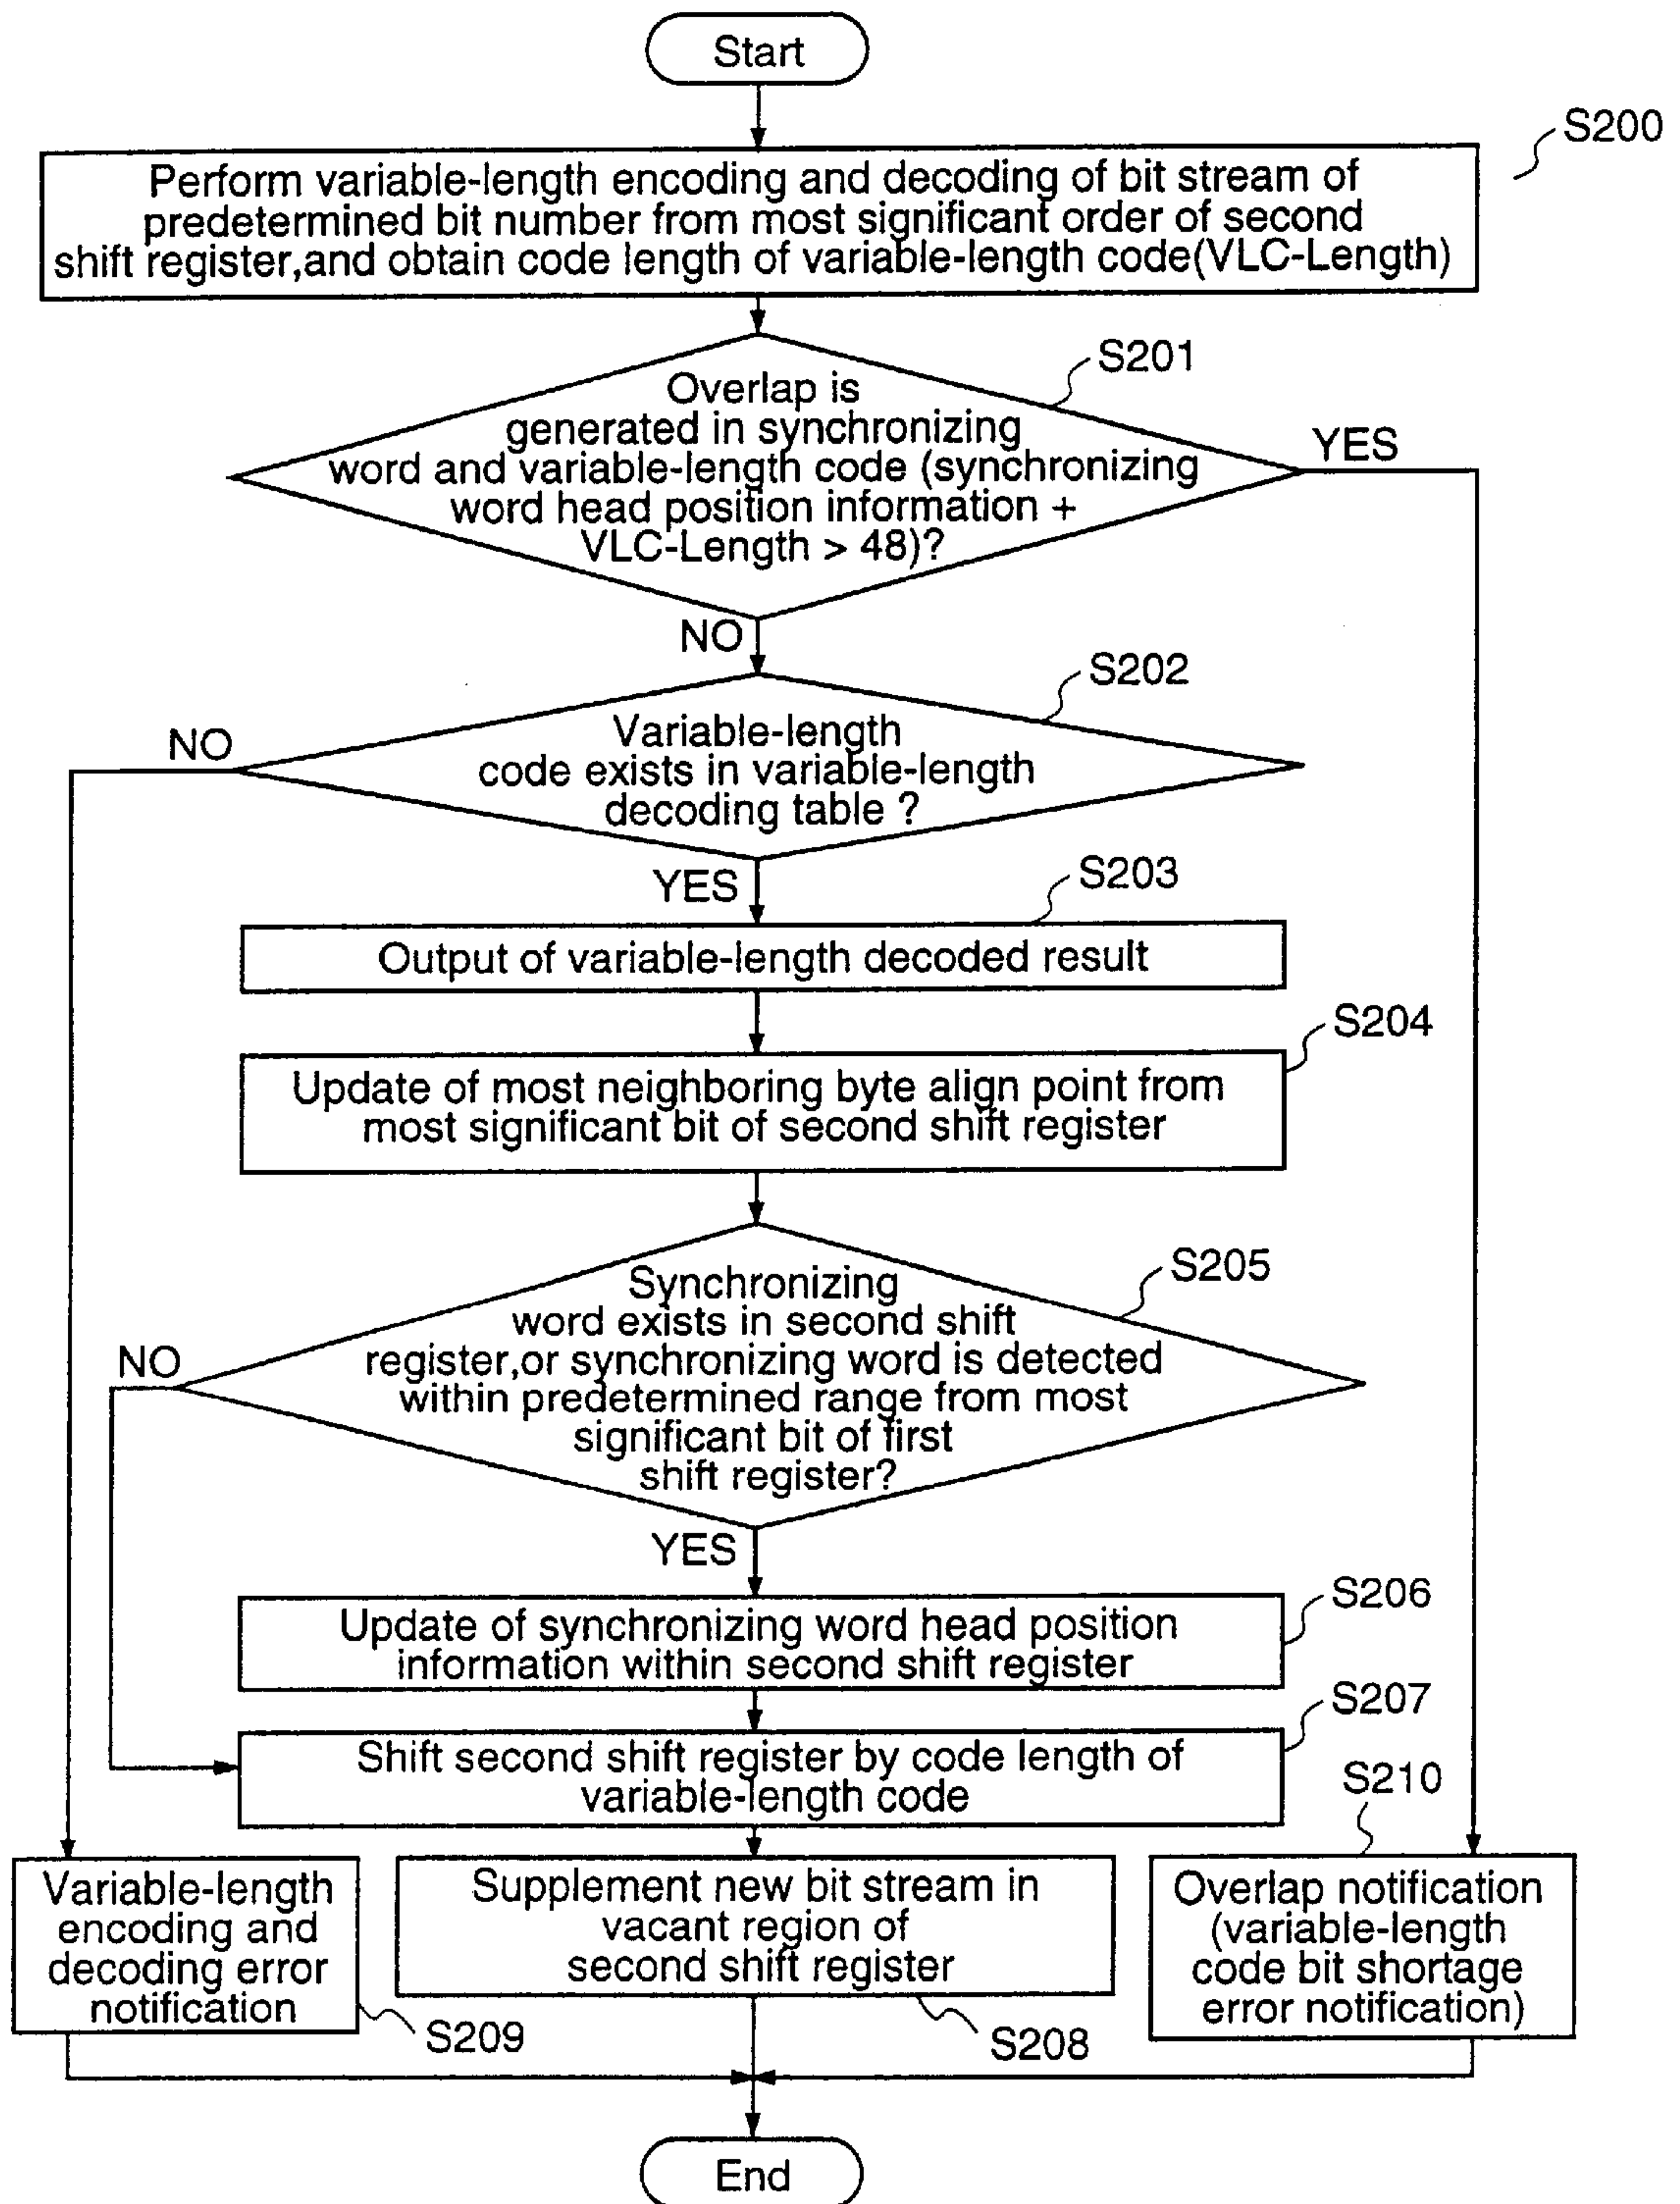 Start
S200
Perform variable-length encoding and decoding of bit stream of
predetermined bit number from most significant order of second
shift register,and obtain code length of variable-length code(VLC-Length)
S201
Overlap is
generated in synchronizing
word and variable-length code (synchronizing
word head position information +
VLC-Length > 48)?
YES
NO
S202
Variable-length
code exists in variable-length
decoding table ?
NO
YES
S203
Output of variable-length decoded result
S204
Update of most neighboring byte align point from
most significant bit of second shift register
S205
Synchronizing
word exists in second shift
register,or synchronizing word is detected
within predetermined range from most
significant bit of first
shift register?
NO
YES
S206
Update of synchronizing word head position
information within second shift register
S207
Shift second shift register by code length of
variable-length code
S210
Variable-length
encoding and
decoding error
notification
S209
Supplement new bit stream in
vacant region of
second shift register
S208
Overlap notification
(variable-length
code bit shortage
error notification)
End